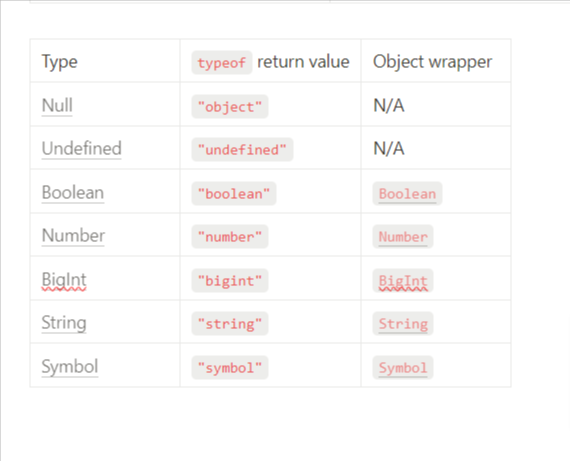 Type typeof return value Object wrapper
Null "object" N/A
Undefined "undefined" N/A
Boolean "boolean" Boolean
Number "number" Number
BigInt "bigint" BigInt
String "string" String
Symbol "symbol" Symbol